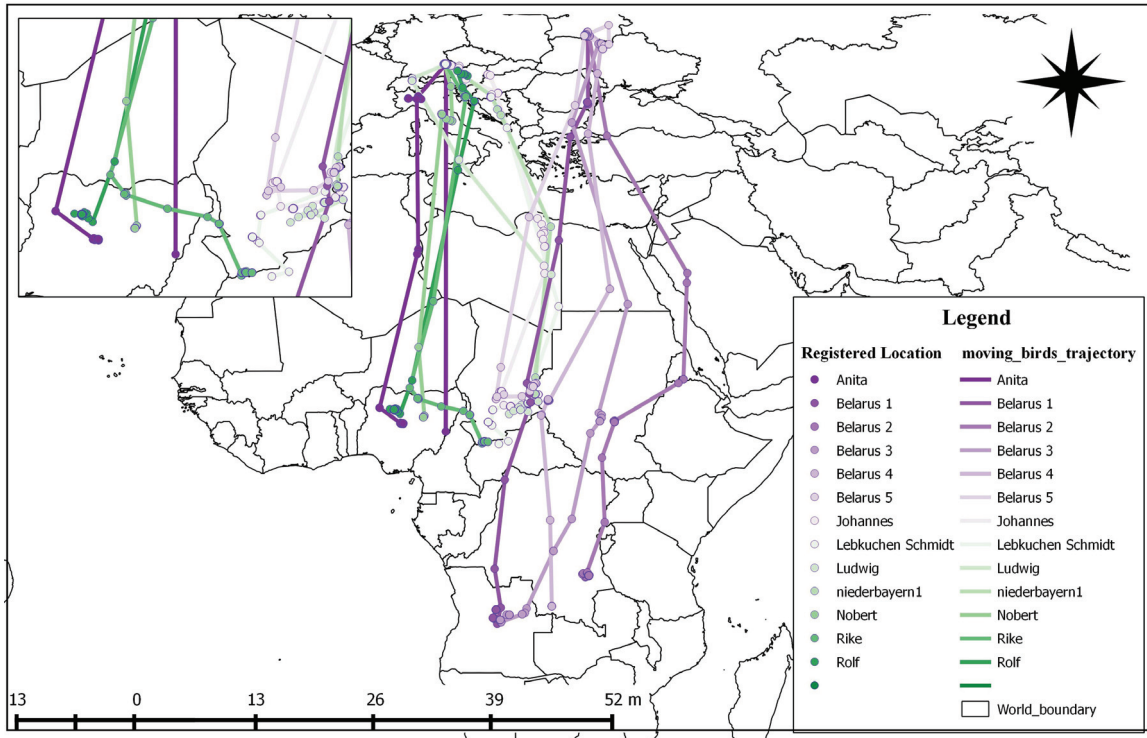 Legend
Registered Location moving_birds_trajectory
Anita Anita
Belarus 1 Belarus 1
Belarus 2 Belarus 2
Belarus 3 Belarus 3
Belarus 4 Belarus 4
Belarus 5 Belarus 5
Johannes Johannes
Lebkuchen Schmidt Lebkuchen Schmidt
Ludwig Ludwig
niederbayern1 niederbayern1
Nobert Nobert
Rike Rike
Rolf Rolf
World_boundary
13 0 13 26 39 52 m